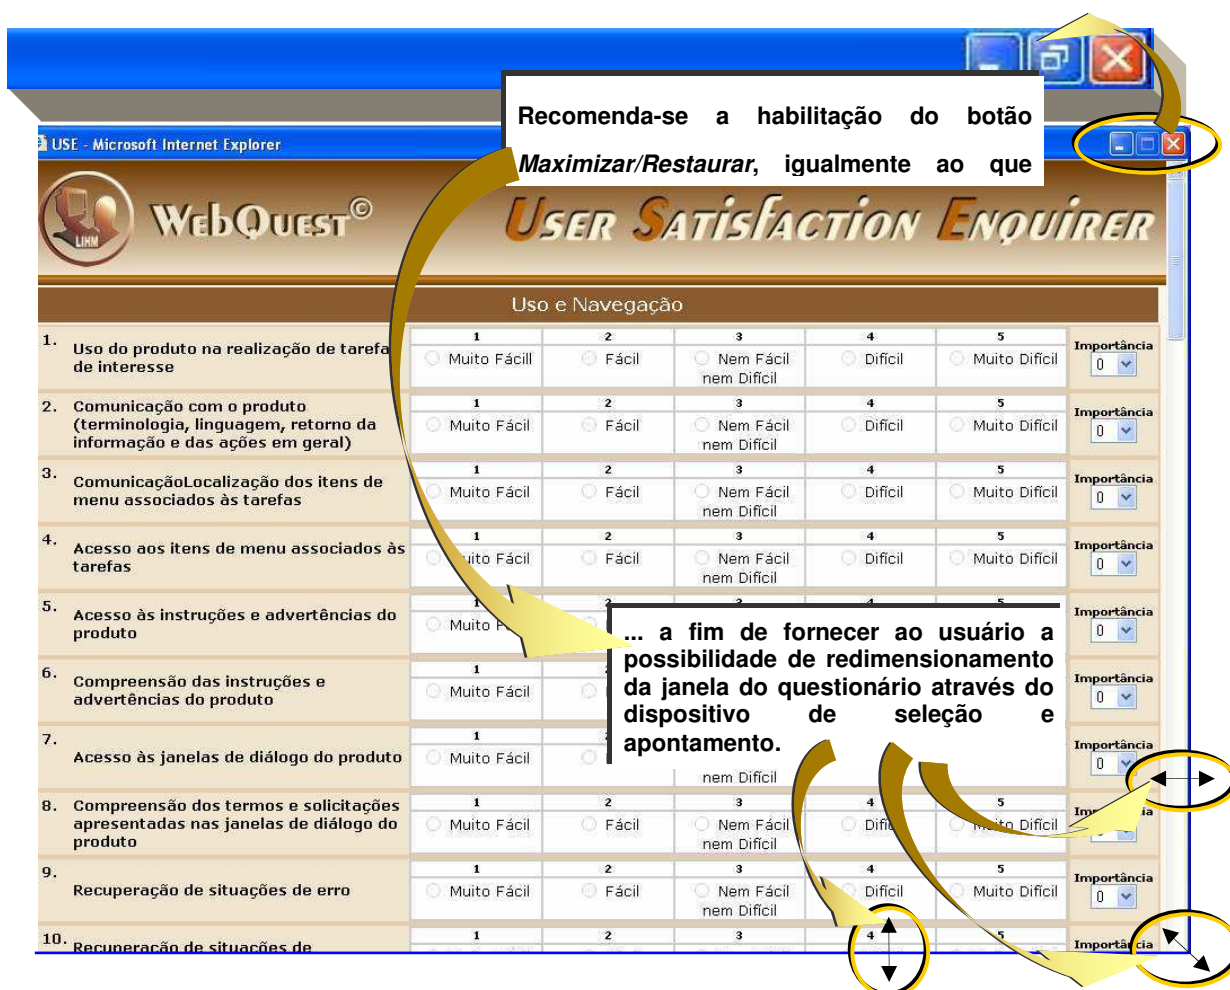 Recomenda-se a habilitação do botão
Maximizar/Restaurar, igualmente ao que
USE - Microsoft Internet Explorer
LIHM
WebQuest©
User Satisfaction Enquirer
Uso e Navegação
1. Uso do produto na realização de tarefa
de interesse
1 2 3 4 5
Muito Fácill Fácil Nem Fácil nem Difícil Difícil Muito Difícil
Importância
0
2. Comunicação com o produto
(terminologia, linguagem, retorno da
informação e das ações em geral)
1 2 3 4 5
Muito Fácil Fácil Nem Fácil nem Difícil Difícil Muito Difícil
Importância
0
3. ComunicaçãoLocalização dos itens de
menu associados às tarefas
1 2 3 4 5
Muito Fácil Fácil Nem Fácil nem Difícil Difícil Muito Difícil
Importância
0
4. Acesso aos itens de menu associados às
tarefas
1 2 3 4 5
Fácil Fácil Nem Fácil nem Difícil Difícil Muito Difícil
Importância
0
5. Acesso às instruções e advertências do
produto
Muito
Importância
0
... a fim de fornecer ao usuário a
possibilidade de redimensionamento
da janela do questionário através do
dispositivo de seleção e
apontamento.
6. Compreensão das instruções e
advertências do produto
1
Muito Fácil
Importância
0
7. Acesso às janelas de diálogo do produto
1
Muito Fácil
nem Difícil
Importância
0
8. Compreensão dos termos e solicitações
apresentadas nas janelas de diálogo do
produto
1 2 3 4 5
Muito Fácil Fácil Nem Fácil nem Difícil Muito Difícil
9. Recuperação de situações de erro
1 2 3 4 5
Muito Fácil Fácil Nem Fácil nem Difícil Difícil Muito Difícil
Importância
0
10. Recuperação de situações de
1 2 3 4 5
Importância